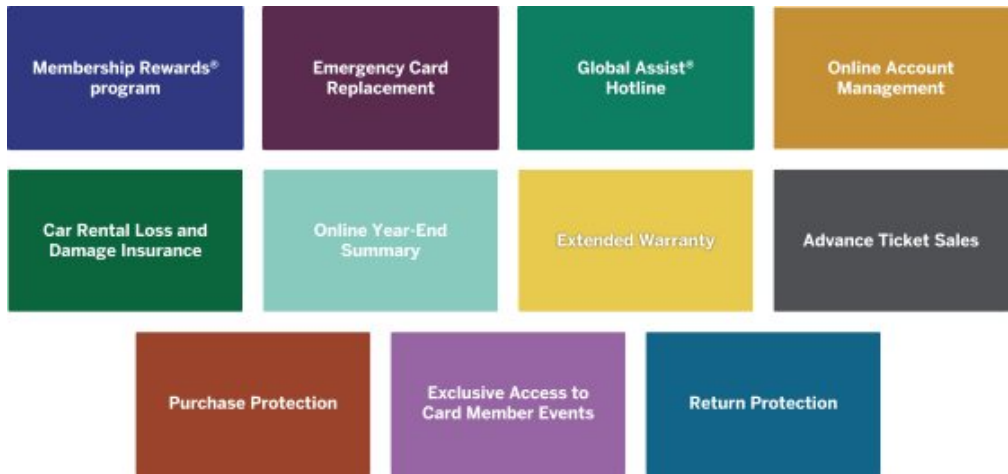 Membership Rewards®
program
Emergency Card
Replacement
Global Assist®
Hotline
Online Account
Management
Car Rental Loss and
Damage Insurance
Online Year-End
Summary
Extended Warranty
Advance Ticket Sales
Purchase Protection
Exclusive Access to
Card Member Events
Return Protection